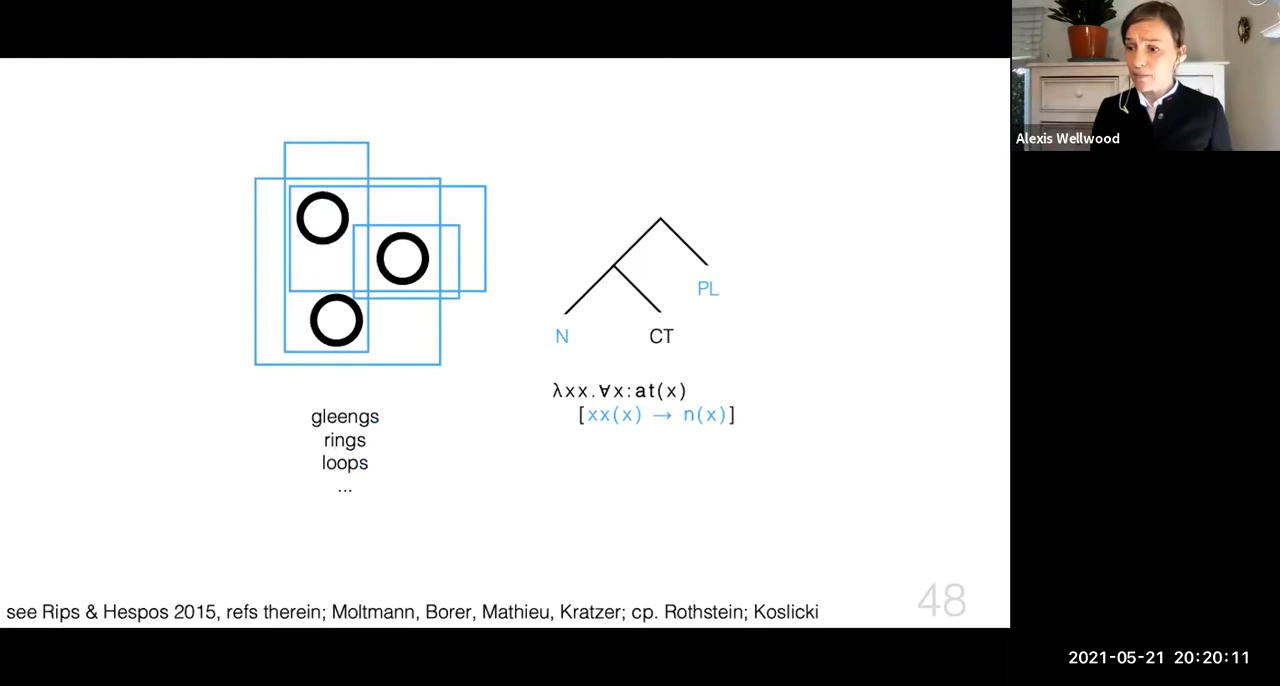 Alexis Wellwood
PL
N
CT
λxx.∀x:at(x)
[xx(x) → n(x)]
gleengs
rings
loops
...
see Rips & Hespos 2015, refs therein; Moltmann, Borer, Mathieu, Kratzer; cp. Rothstein; Koslicki
48
2021-05-21 20:20:11